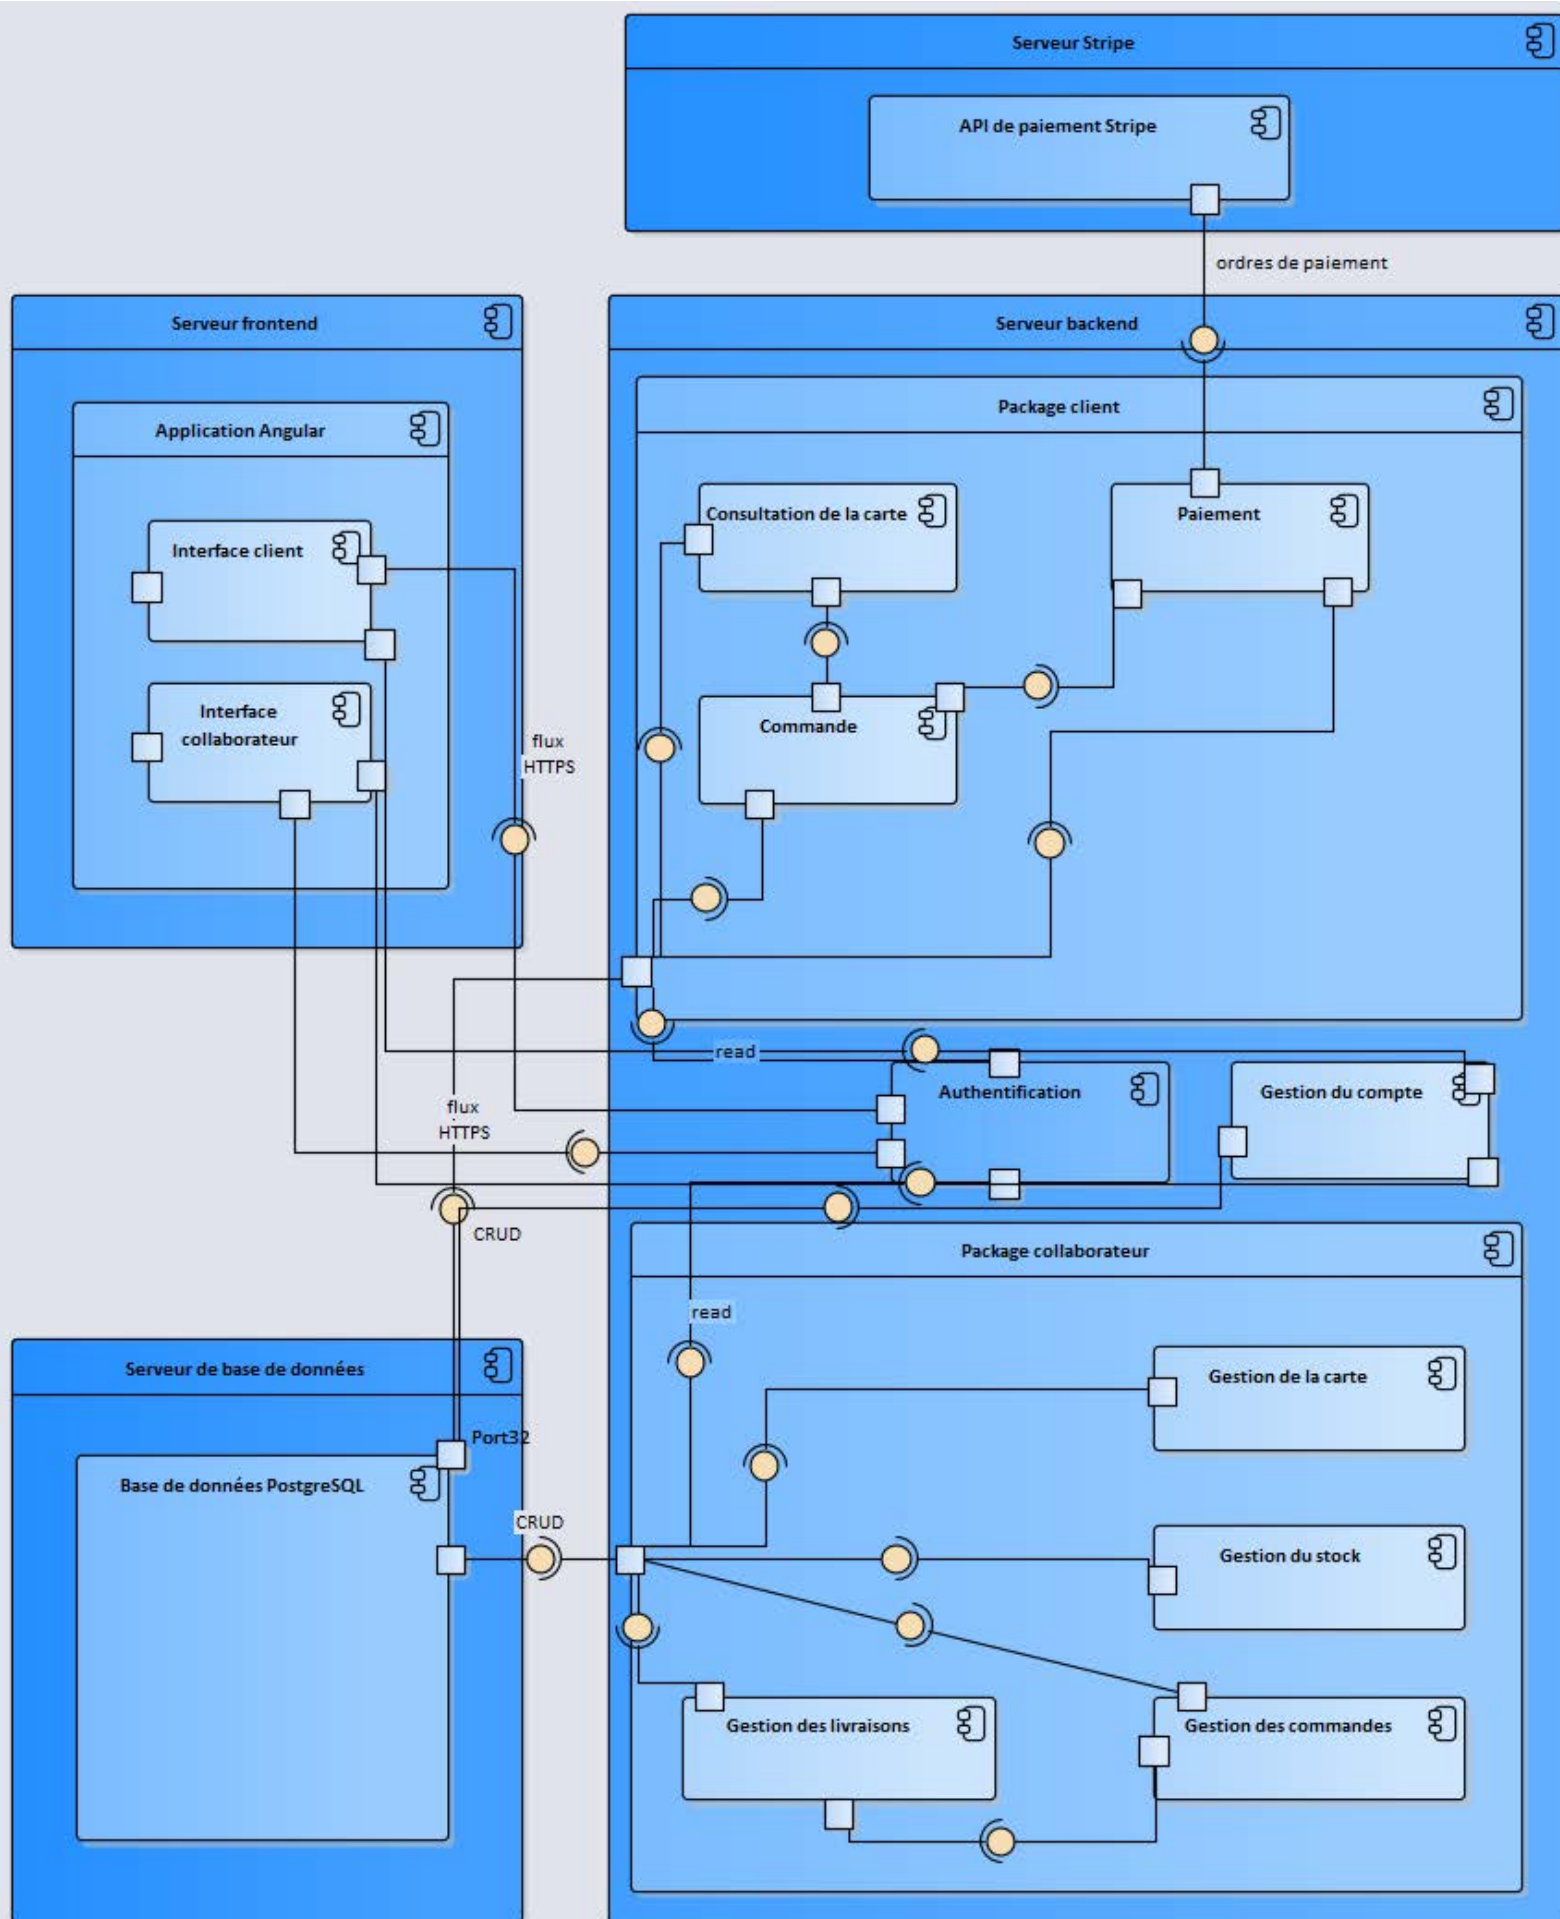 Serveur Stripe
API de paiement Stripe
ordres de paiement
Serveur frontend
Serveur backend
Application Angular
Package client
Interface client
Consultation de la carte
Paiement
Interface
collaborateur
Commande
flux
HTTPS
read
Authentification
Gestion du compte
flux
HTTPS
CRUD
Package collaborateur
read
Serveur de base de données
Gestion de la carte
Port32
Base de données PostgreSQL
CRUD
Gestion du stock
Gestion des livraisons
Gestion des commandes